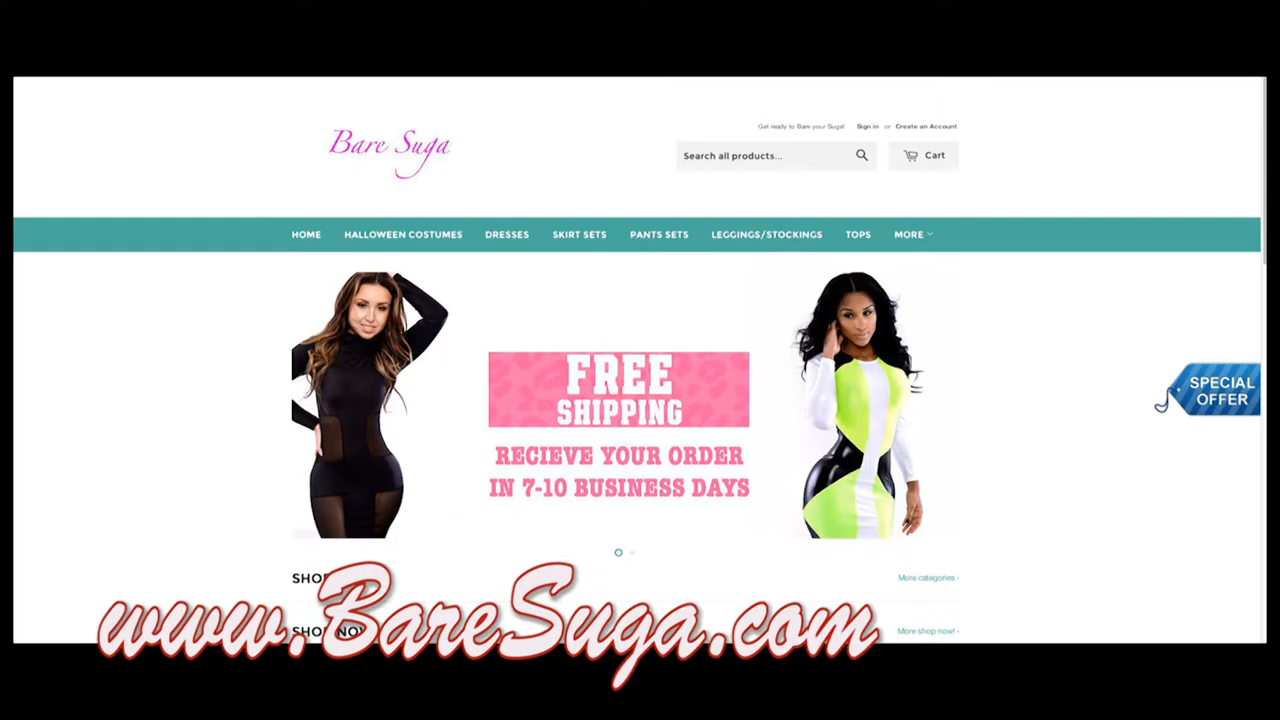 Bare Suga
Get ready to Bare your Suga! Sign in or Create an Account
Search all products...
Cart
HOME HALLOWEEN COSTUMES DRESSES SKIRT SETS PANTS SETS LEGGINGS/STOCKINGS TOPS MORE
FREE
SHIPPING
RECIEVE YOUR ORDER
IN 7-10 BUSINESS DAYS
SPECIAL
OFFER
More categories ›
SHOP NOW
More shop now! ›
www.BareSuga.com